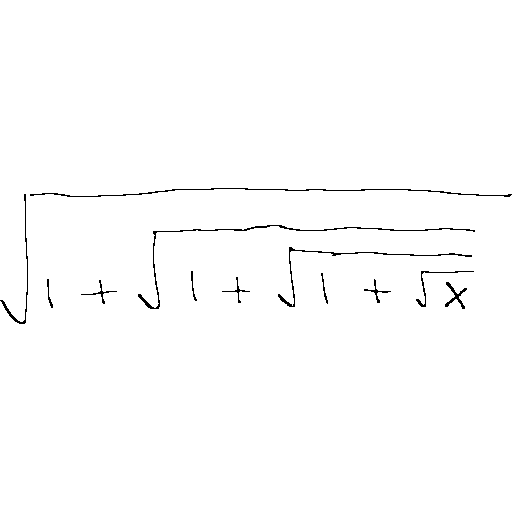 √(1 + √(1 + √(1 + √x)))